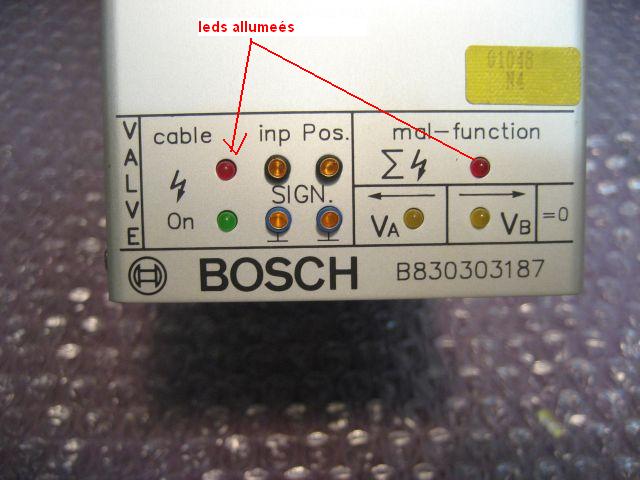 leds allumeés
01048
N4
VALVE
cable inp Pos.
mal-function
Σ
SIGN.
On
VA
VB
=0
BOSCH
B830303187